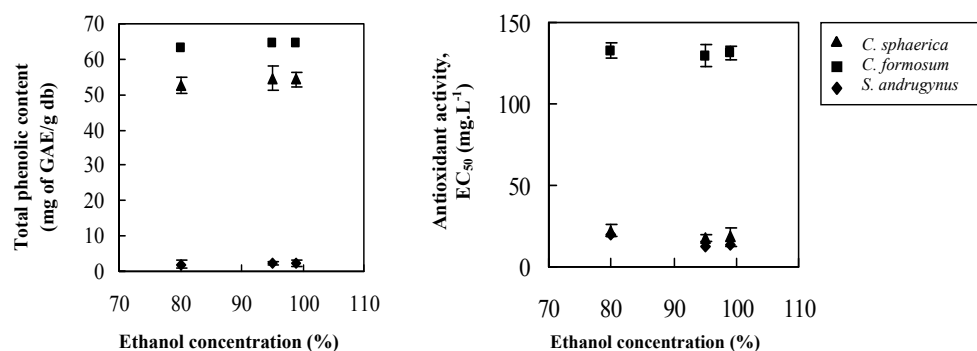 Total phenolic content
(mg of GAE/g db)
70
60
50
40
30
20
10
0
70
80
90
100
110
Ethanol concentration (%)
Antioxidant activity,
EC₅₀ (mg.L⁻¹)
150
100
50
0
70
80
90
100
110
Ethanol concentration (%)
C. sphaerica
C. formosum
S. andrugynus